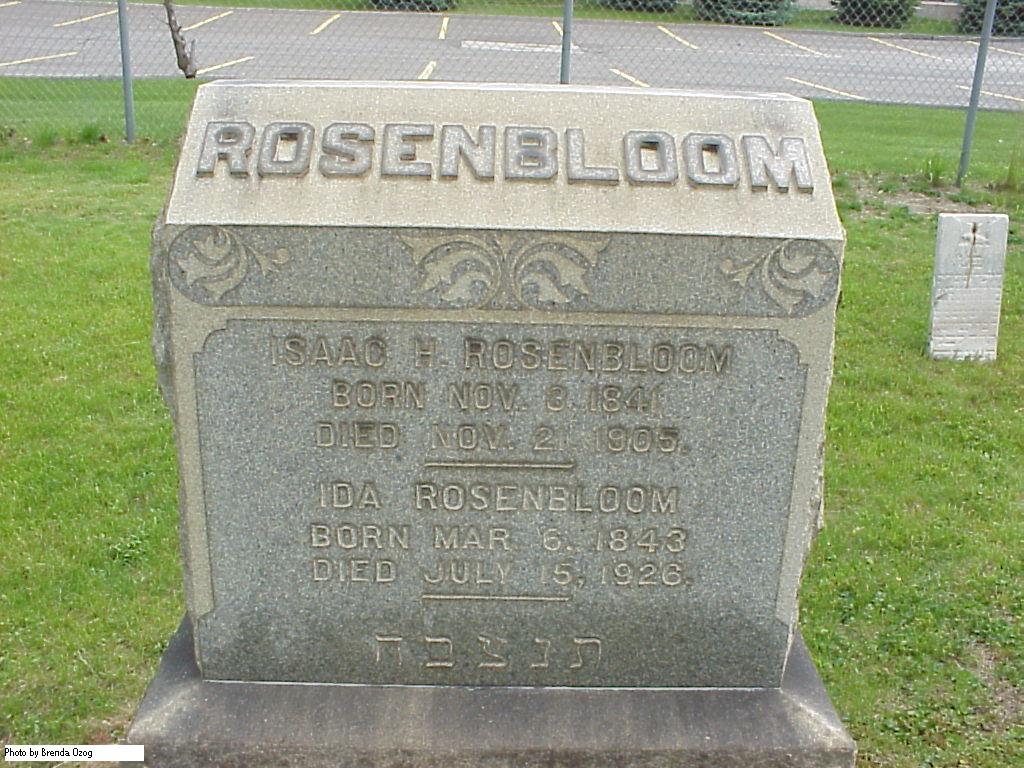 ROSENBLOOM
ISAAC H. ROSENBLOOM
BORN NOV. 3, 1841.
DIED NOV. 21, 1905.
IDA ROSENBLOOM
BORN MAR. 6, 1843
DIED JULY 15, 1926.
תנצבה
Photo by Brenda Ozog